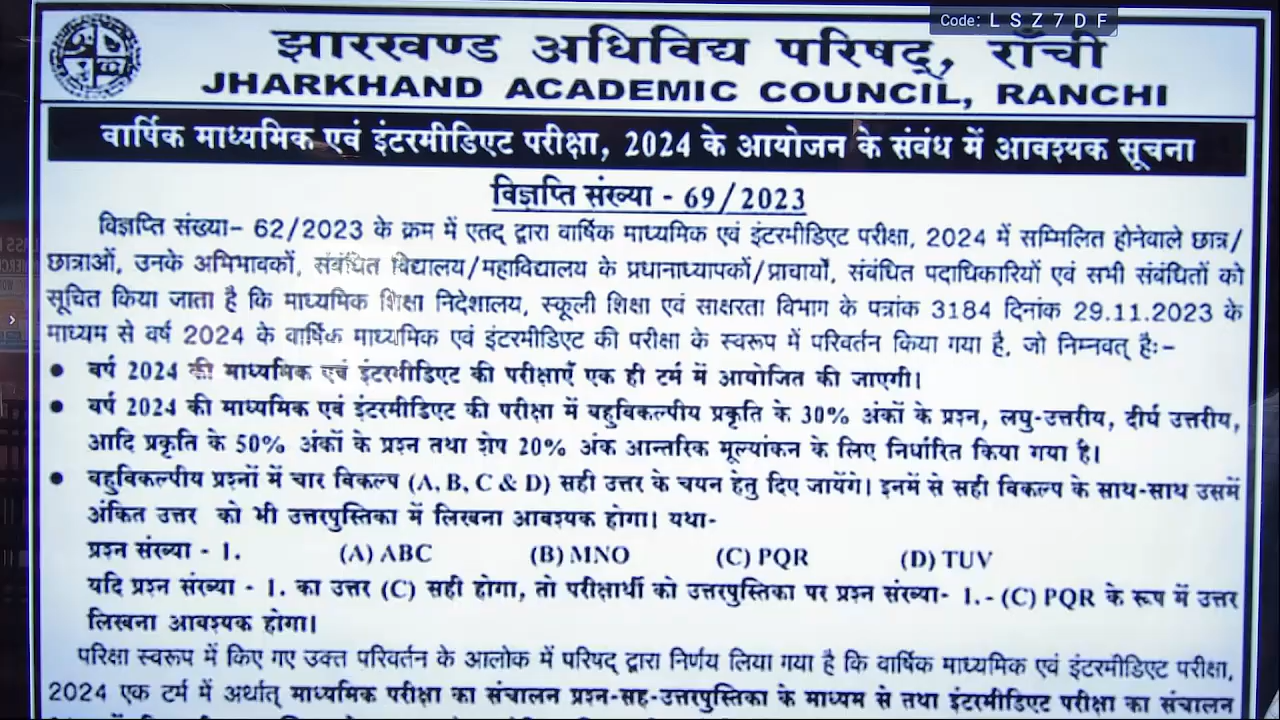 Code: L S Z 7 D F
झारखण्ड अधिविद्य परिषद्, राँची
JHARKHAND ACADEMIC COUNCIL, RANCHI
वार्षिक माध्यमिक एवं इंटरमीडिएट परीक्षा, 2024 के आयोजन के संबंध में आवश्यक सूचना
विज्ञप्ति संख्या - 69/2023
विज्ञप्ति संख्या- 62/2023 के क्रम में एतद् द्वारा वार्षिक माध्यमिक एवं इंटरमीडिएट परीक्षा, 2024 में सम्मिलित होनेवाले छात्र/
छात्राओं, उनके अभिभावकों, संबंधित विद्यालय/महाविद्यालय के प्रधानाध्यापकों/प्राचार्यों, संबंधित पदाधिकारियों एवं सभी संबंधितों को
सूचित किया जाता है कि माध्यमिक शिक्षा निदेशालय, स्कूली शिक्षा एवं साक्षरता विभाग के पत्रांक 3184 दिनांक 29.11.2023 के
माध्यम से वर्ष 2024 के वार्षिक माध्यमिक एवं इंटरमीडिएट की परीक्षा के स्वरूप में परिवर्तन किया गया है, जो निम्नवत् है:-
• वर्ष 2024 की माध्यमिक एवं इंटरमीडिएट की परीक्षाएँ एक ही टर्म में आयोजित की जाएगी।
• वर्ष 2024 की माध्यमिक एवं इंटरमीडिएट की परीक्षा में बहुविकल्पीय प्रकृति के 30% अंकों के प्रश्न, लघु-उत्तरीय, दीर्घ उत्तरीय,
आदि प्रकृति के 50% अंकों के प्रश्न तथा शेष 20% अंक आन्तरिक मूल्यांकन के लिए निर्धारित किया गया है।
• बहुविकल्पीय प्रश्नों में चार विकल्प (A, B, C & D) सही उत्तर के चयन हेतु दिए जायेंगे। इनमें से सही विकल्प के साथ-साथ उसमें
अंकित उत्तर को भी उत्तरपुस्तिका में लिखना आवश्यक होगा। यथा-
प्रश्न संख्या - 1. (A) ABC (B) MNO (C) PQR (D) TUV
यदि प्रश्न संख्या - 1. का उत्तर (C) सही होगा, तो परीक्षार्थी को उत्तरपुस्तिका पर प्रश्न संख्या- 1.- (C) PQR के रूप में उत्तर
लिखना आवश्यक होगा।
परिक्षा स्वरूप में किए गए उक्त परिवर्तन के आलोक में परिषद् द्वारा निर्णय लिया गया है कि वार्षिक माध्यमिक एवं इंटरमीडिएट परीक्षा,
2024 एक टर्म में अर्थात् माध्यमिक परीक्षा का संचालन प्रश्न-सह-उत्तरपुस्तिका के माध्यम से तथा इंटरमीडिएट परीक्षा का संचालन